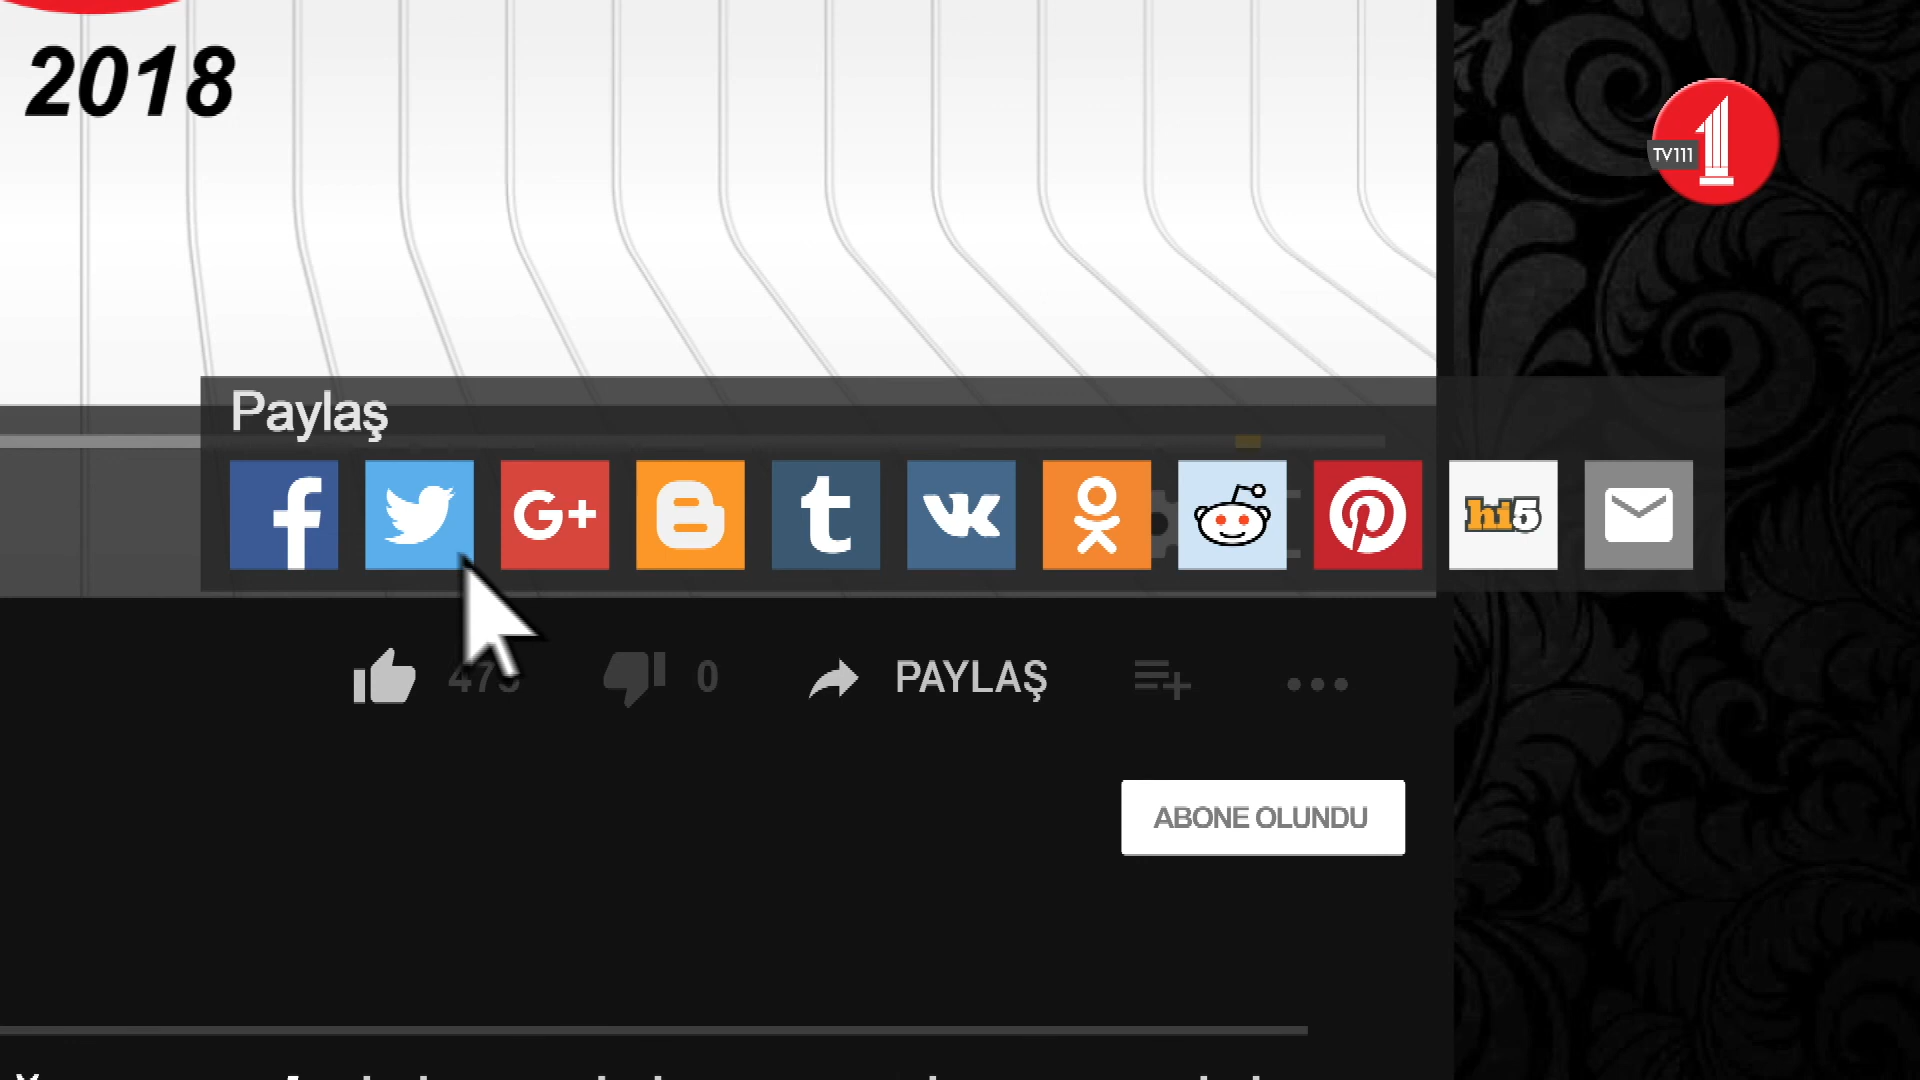 2018
TV111
Paylaş
G+
hi5
0
PAYLAŞ
ABONE OLUNDU